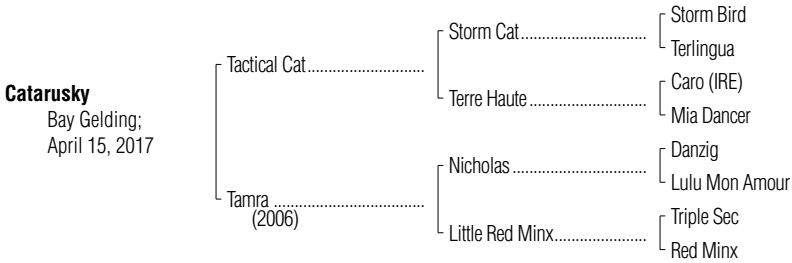 Catarusky
Bay Gelding;
April 15, 2017
Tactical Cat
Tamra
(2006)
Storm Cat
Terre Haute
Nicholas
Little Red Minx
Storm Bird
Terlingua
Caro (IRE)
Mia Dancer
Danzig
Lulu Mon Amour
Triple Sec
Red Minx